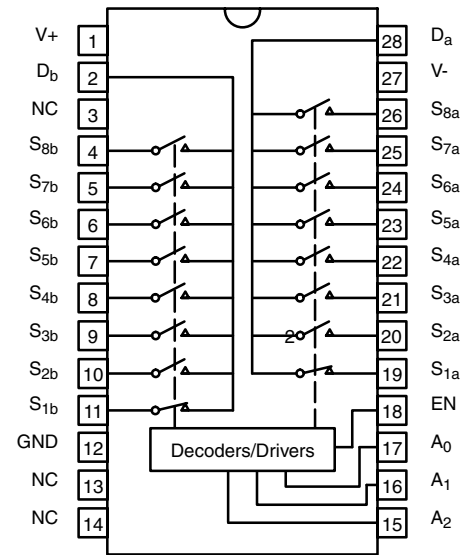 V+ 1 28 Da
Db 2 27 V-
NC 3 26 S8a
S8b 4 25 S7a
S7b 5 24 S6a
S6b 6 23 S5a
S5b 7 22 S4a
S4b 8 21 S3a
S3b 9 2 20 S2a
S2b 10 19 S1a
S1b 11 18 EN
GND 12 Decoders/Drivers 17 A0
NC 13 16 A1
NC 14 15 A2